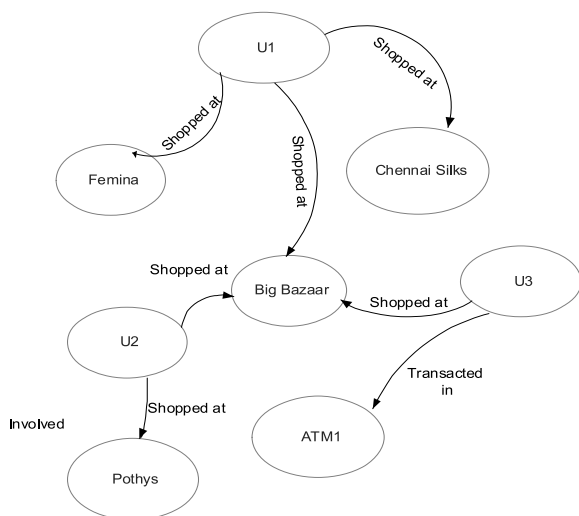 U1
Shopped at
Shopped at
Shopped at
Femina
Chennai Silks
Shopped at
Big Bazaar
Shopped at
U3
U2
Transacted
in
Shopped at
Involved
ATM1
Pothys